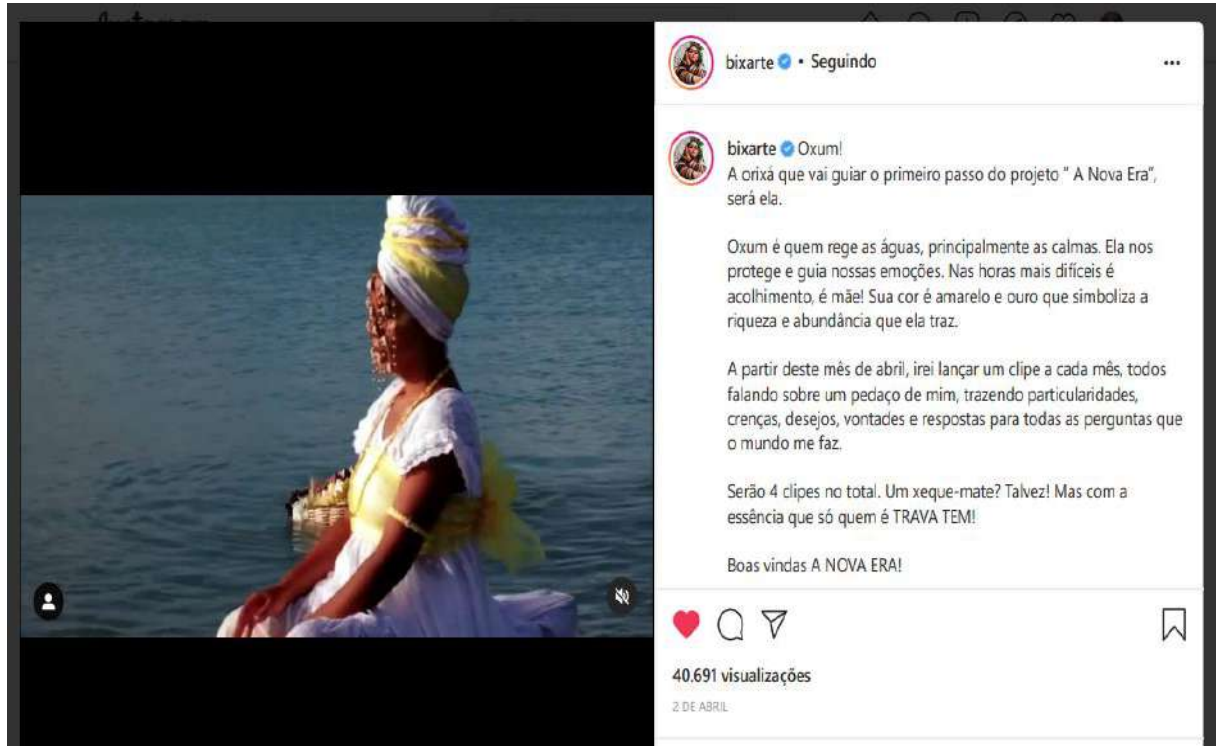 bixarte • Seguindo
bixarte Oxum!
A orixá que vai guiar o primeiro passo do projeto " A Nova Era",
será ela.
Oxum é quem rege as águas, principalmente as calmas. Ela nos
protege e guia nossas emoções. Nas horas mais difíceis é
acolhimento, é mãe! Sua cor é amarelo e ouro que simboliza a
riqueza e abundância que ela traz.
A partir deste mês de abril, irei lançar um clipe a cada mês, todos
falando sobre um pedaço de mim, trazendo particularidades,
crenças, desejos, vontades e respostas para todas as perguntas que
o mundo me faz.
Serão 4 clipes no total. Um xeque-mate? Talvez! Mas com a
essência que só quem é TRAVA TEM!
Boas vindas A NOVA ERA!
40.691 visualizações
2 DE ABRIL